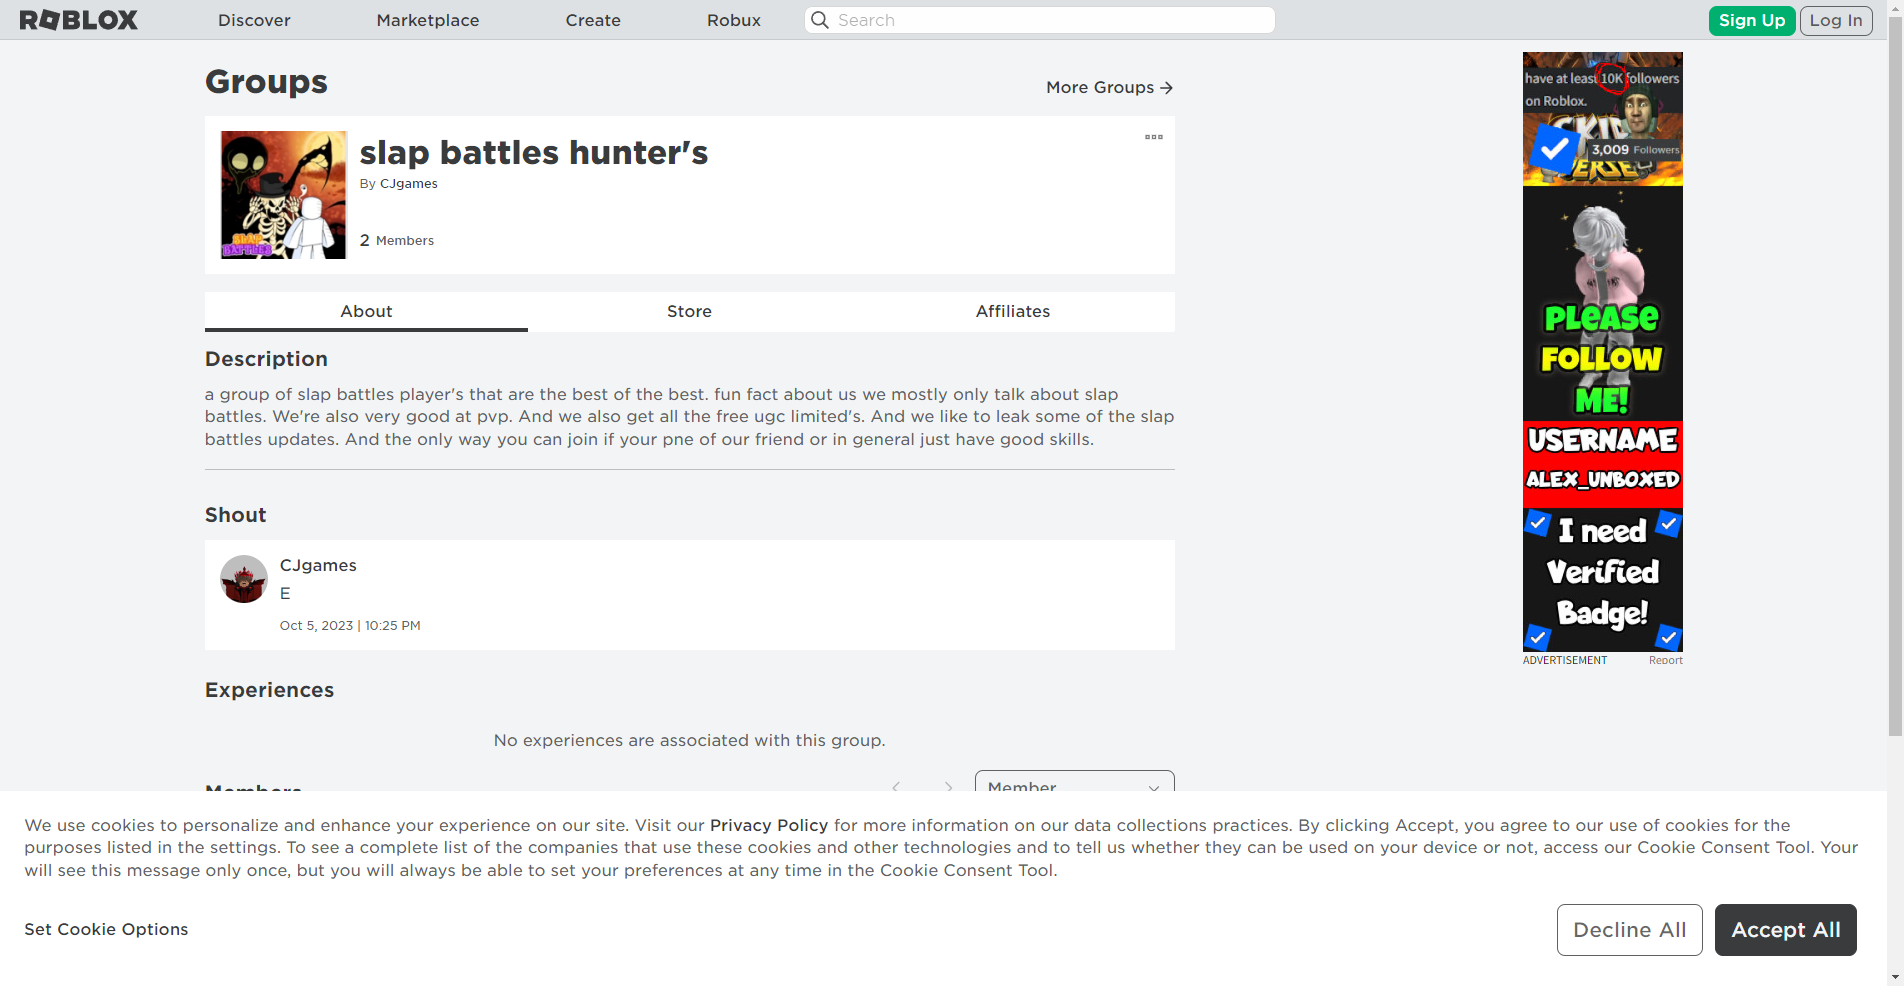 ROBLOX
Discover
Marketplace
Create
Robux
Search
Sign Up
Log In
Groups
More Groups
slap battles hunter's
By CJgames
2 Members
SLAP
BATTLES
About
Store
Affiliates
Description
a group of slap battles player's that are the best of the best. fun fact about us we mostly only talk about slap
battles. We're also very good at pvp. And we also get all the free ugc limited's. And we like to leak some of the slap
battles updates. And the only way you can join if your pne of our friend or in general just have good skills.
Shout
CJgames
E
Oct 5, 2023 | 10:25 PM
Experiences
No experiences are associated with this group.
Members
Member
have at least 10K followers
on Roblox.
3,009 Followers
PLEASE
FOLLOW
ME!
USERNAME
ALEX_UNBOXED
I need
Verified
Badge!
ADVERTISEMENT
Report
We use cookies to personalize and enhance your experience on our site. Visit our Privacy Policy for more information on our data collections practices. By clicking Accept, you agree to our use of cookies for the
purposes listed in the settings. To see a complete list of the companies that use these cookies and other technologies and to tell us whether they can be used on your device or not, access our Cookie Consent Tool. Your
will see this message only once, but you will always be able to set your preferences at any time in the Cookie Consent Tool.
Set Cookie Options
Decline All
Accept All